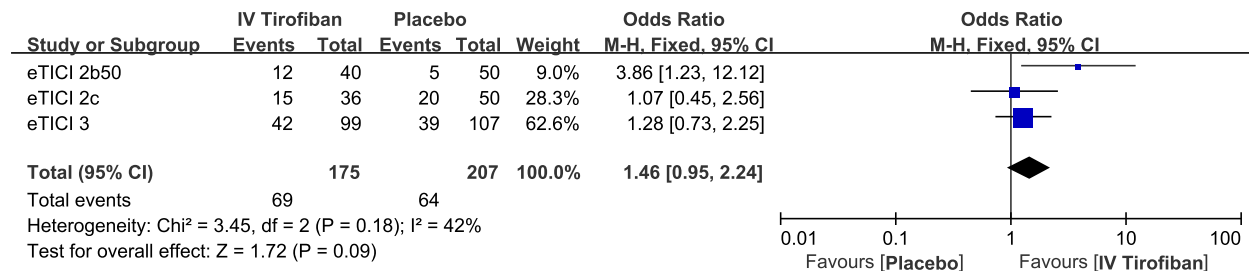 IV Tirofiban Placebo Odds Ratio Odds Ratio
Study or Subgroup Events Total Events Total Weight M-H, Fixed, 95% CI M-H, Fixed, 95% CI
eTICI 2b50 12 40 5 50 9.0% 3.86 [1.23, 12.12]
eTICI 2c 15 36 20 50 28.3% 1.07 [0.45, 2.56]
eTICI 3 42 99 39 107 62.6% 1.28 [0.73, 2.25]
Total (95% CI) 175 207 100.0% 1.46 [0.95, 2.24]
Total events 69 64
Heterogeneity: Chi² = 3.45, df = 2 (P = 0.18); I² = 42%
Test for overall effect: Z = 1.72 (P = 0.09)
0.01 0.1 1 10 100
Favours [Placebo] Favours [IV Tirofiban]